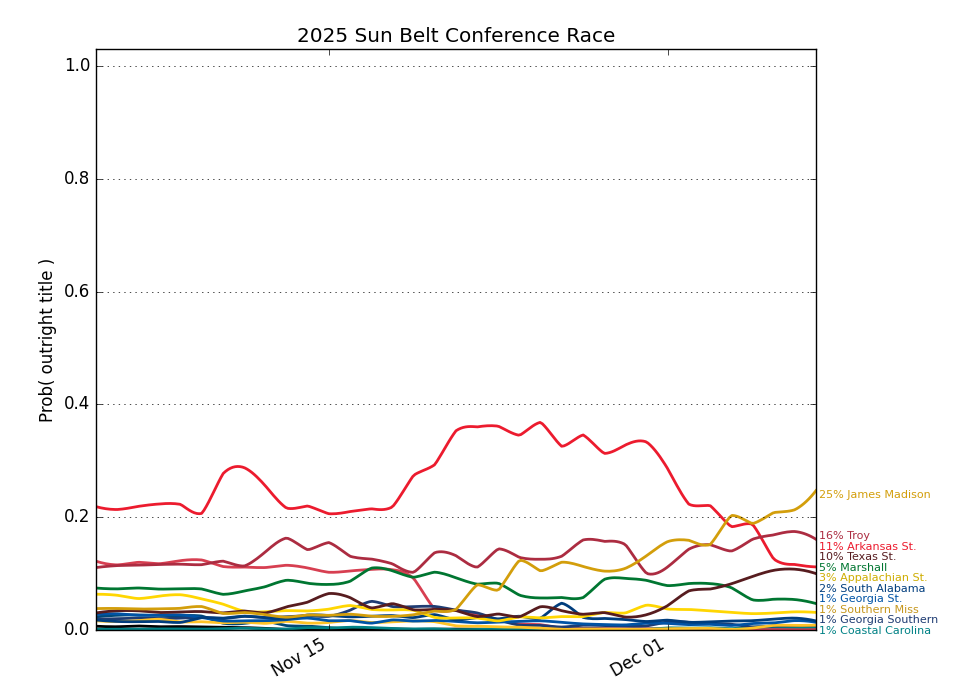 2025 Sun Belt Conference Race
1.0
0.8
0.6
0.4
0.2
0.0
Prob( outright title )
Nov 15
Dec 01
25% James Madison
16% Troy
11% Arkansas St.
10% Texas St.
5% Marshall
3% Appalachian St.
2% South Alabama
1% Georgia St.
1% Southern Miss
1% Georgia Southern
1% Coastal Carolina